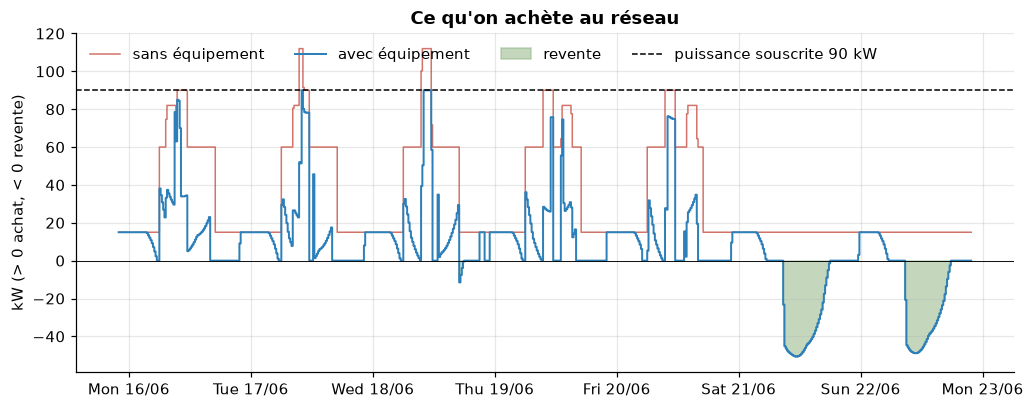 Ce qu'on achète au réseau
sans équipement
avec équipement
revente
puissance souscrite 90 kW
kW (> 0 achat, < 0 revente)
120
100
80
60
40
20
0
−20
−40
Mon 16/06
Tue 17/06
Wed 18/06
Thu 19/06
Fri 20/06
Sat 21/06
Sun 22/06
Mon 23/06